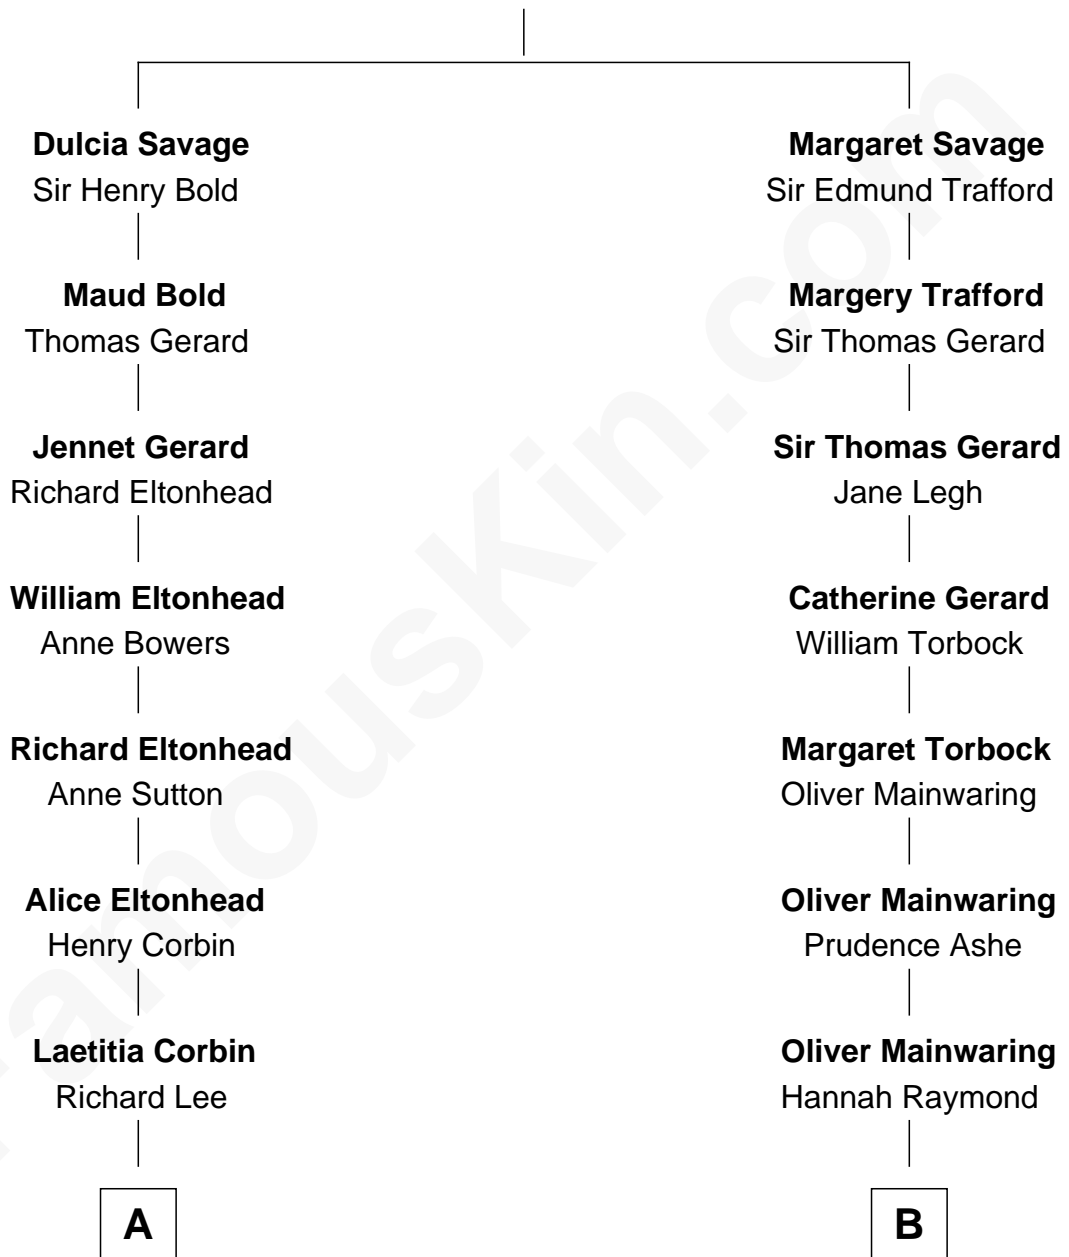 Dulcia Savage
Sir Henry Bold
Margaret Savage
Sir Edmund Trafford
Maud Bold
Thomas Gerard
Margery Trafford
Sir Thomas Gerard
Jennet Gerard
Richard Eltonhead
Sir Thomas Gerard
Jane Legh
William Eltonhead
Anne Bowers
Catherine Gerard
William Torbock
Richard Eltonhead
Anne Sutton
Margaret Torbock
Oliver Mainwaring
Alice Eltonhead
Henry Corbin
Oliver Mainwaring
Prudence Ashe
Laetitia Corbin
Richard Lee
Oliver Mainwaring
Hannah Raymond
A
B
FamousKin.com